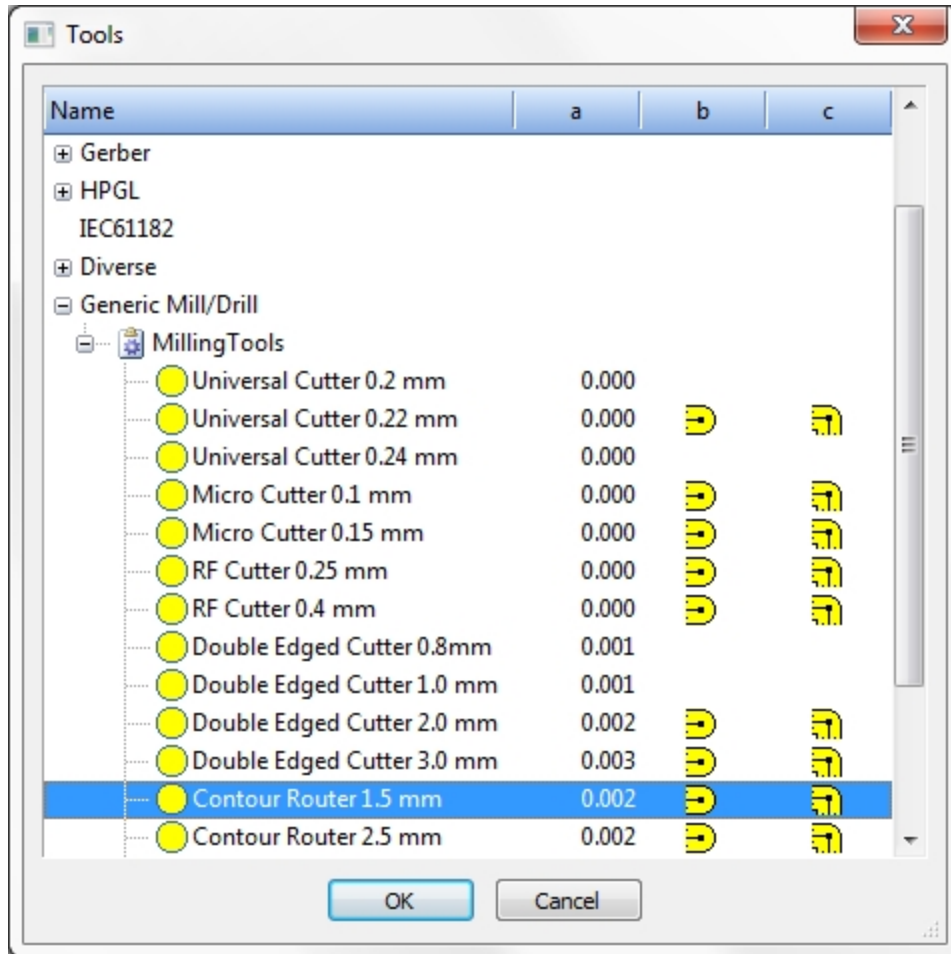 Tools
Name a b c
Gerber
HPGL
IEC61182
Diverse
Generic Mill/Drill
MillingTools
Universal Cutter 0.2 mm 0.000
Universal Cutter 0.22 mm 0.000
Universal Cutter 0.24 mm 0.000
Micro Cutter 0.1 mm 0.000
Micro Cutter 0.15 mm 0.000
RF Cutter 0.25 mm 0.000
RF Cutter 0.4 mm 0.000
Double Edged Cutter 0.8mm 0.001
Double Edged Cutter 1.0 mm 0.001
Double Edged Cutter 2.0 mm 0.002
Double Edged Cutter 3.0 mm 0.003
Contour Router 1.5 mm 0.002
Contour Router 2.5 mm 0.002
OK Cancel